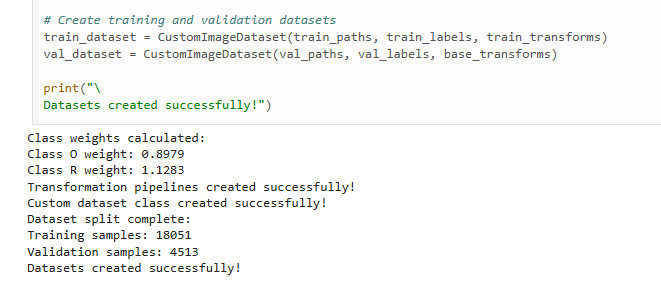 # Create training and validation datasets
train_dataset = CustomImageDataset(train_paths, train_labels, train_transforms)
val_dataset = CustomImageDataset(val_paths, val_labels, base_transforms)
print("\
Datasets created successfully!")
Class weights calculated:
Class O weight: 0.8979
Class R weight: 1.1283
Transformation pipelines created successfully!
Custom dataset class created successfully!
Dataset split complete:
Training samples: 18051
Validation samples: 4513
Datasets created successfully!